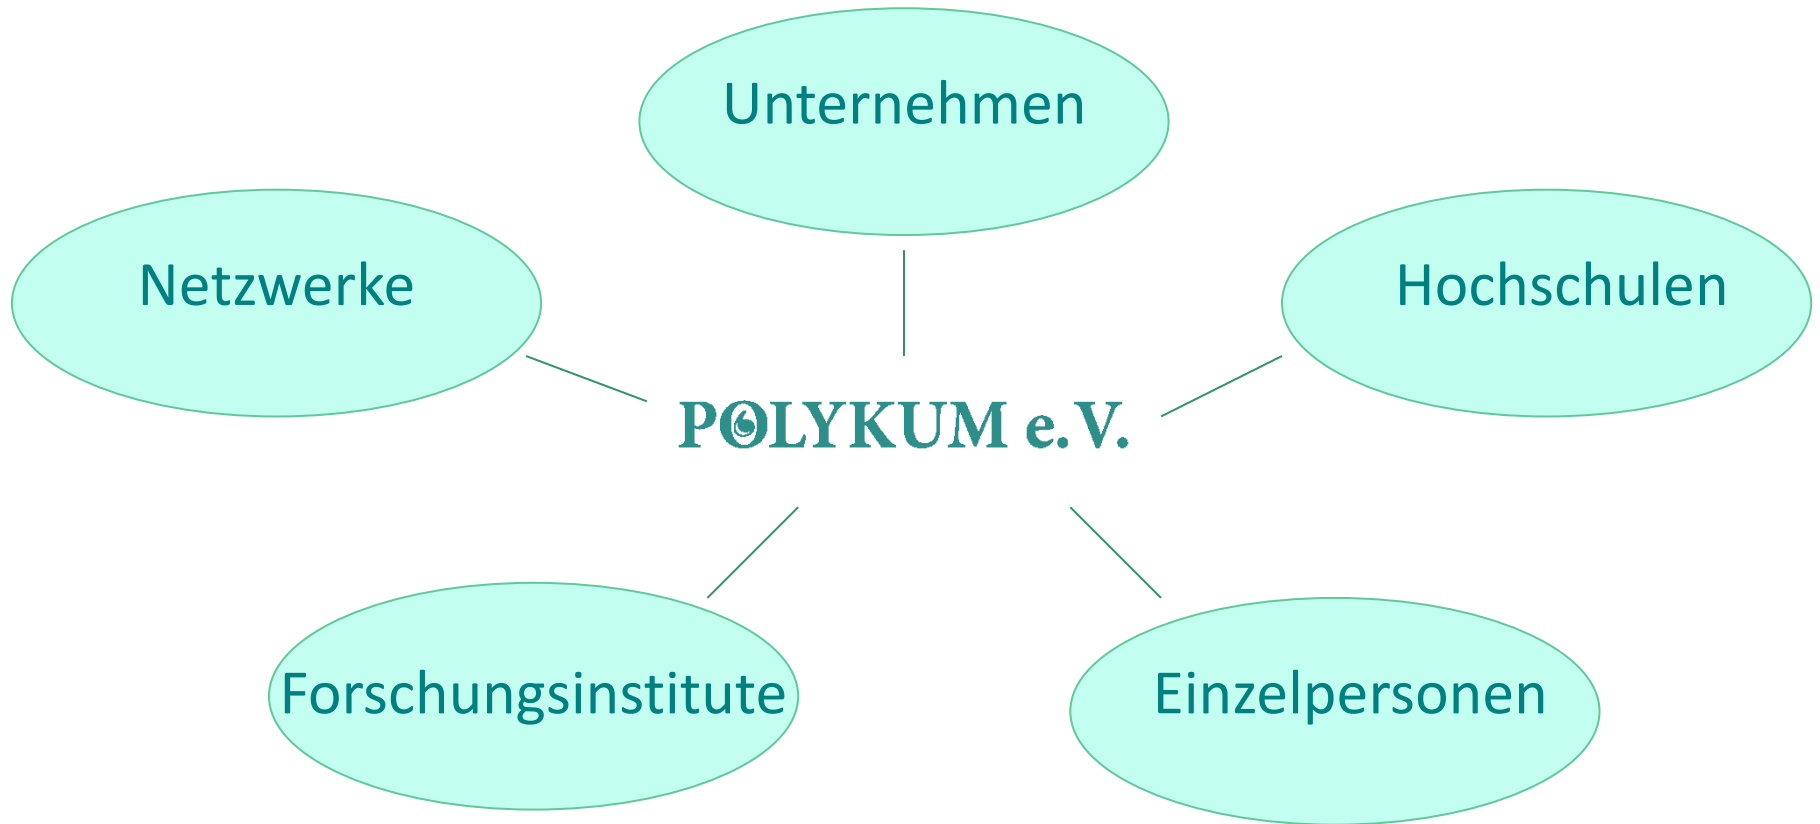 Unternehmen
Netzwerke
Hochschulen
POLYKUM e.V.
Forschungsinstitute
Einzelpersonen